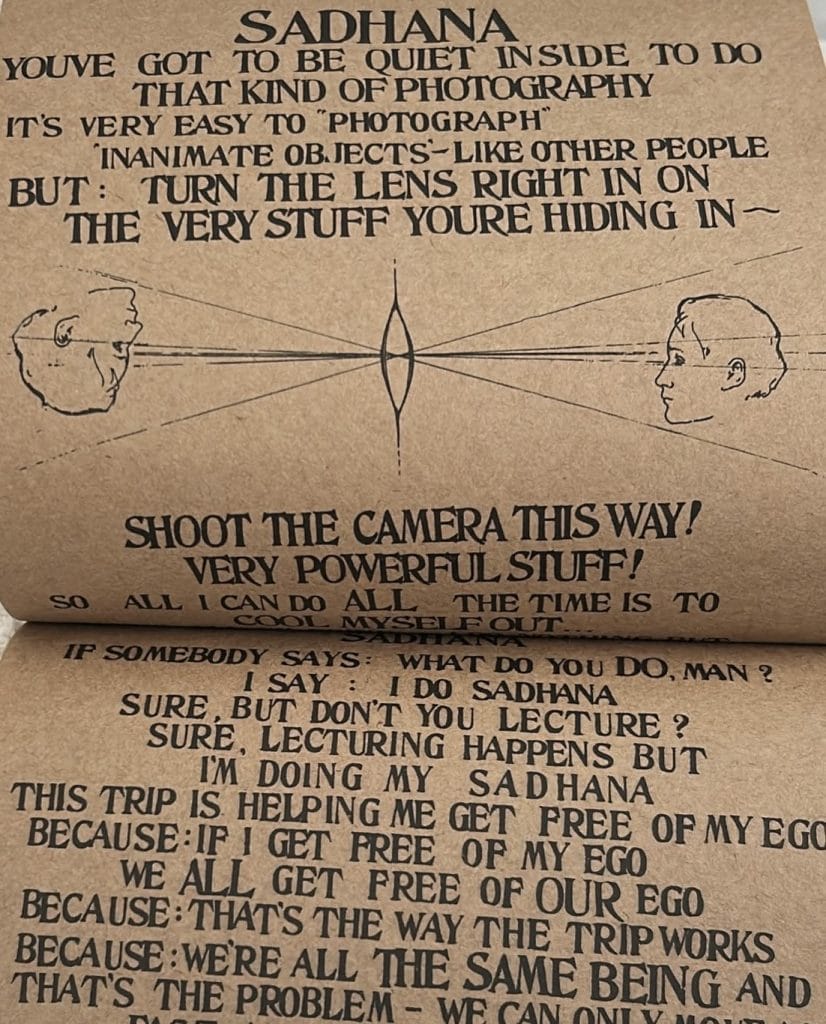 SADHANA
YOUVE GOT TO BE QUIET INSIDE TO DO
THAT KIND OF PHOTOGRAPHY
IT'S VERY EASY TO "PHOTOGRAPH"
'INANIMATE OBJECTS'-LIKE OTHER PEOPLE
BUT: TURN THE LENS RIGHT IN ON
THE VERY STUFF YOURE HIDING IN~
SHOOT THE CAMERA THIS WAY!
VERY POWERFUL STUFF!
SO ALL I CAN DO ALL THE TIME IS TO
COOL MYSELF OUT...
SADHANA
IF SOMEBODY SAYS: WHAT DO YOU DO, MAN?
I SAY: I DO SADHANA
SURE, BUT DON'T YOU LECTURE?
SURE, LECTURING HAPPENS BUT
I'M DOING MY SADHANA
THIS TRIP IS HELPING ME GET FREE OF MY EGO
BECAUSE: IF I GET FREE OF MY EGO
WE ALL GET FREE OF OUR EGO
BECAUSE: THAT'S THE WAY THE TRIP WORKS
BECAUSE: WE'RE ALL THE SAME BEING AND
THAT'S THE PROBLEM - WE CAN ONLY